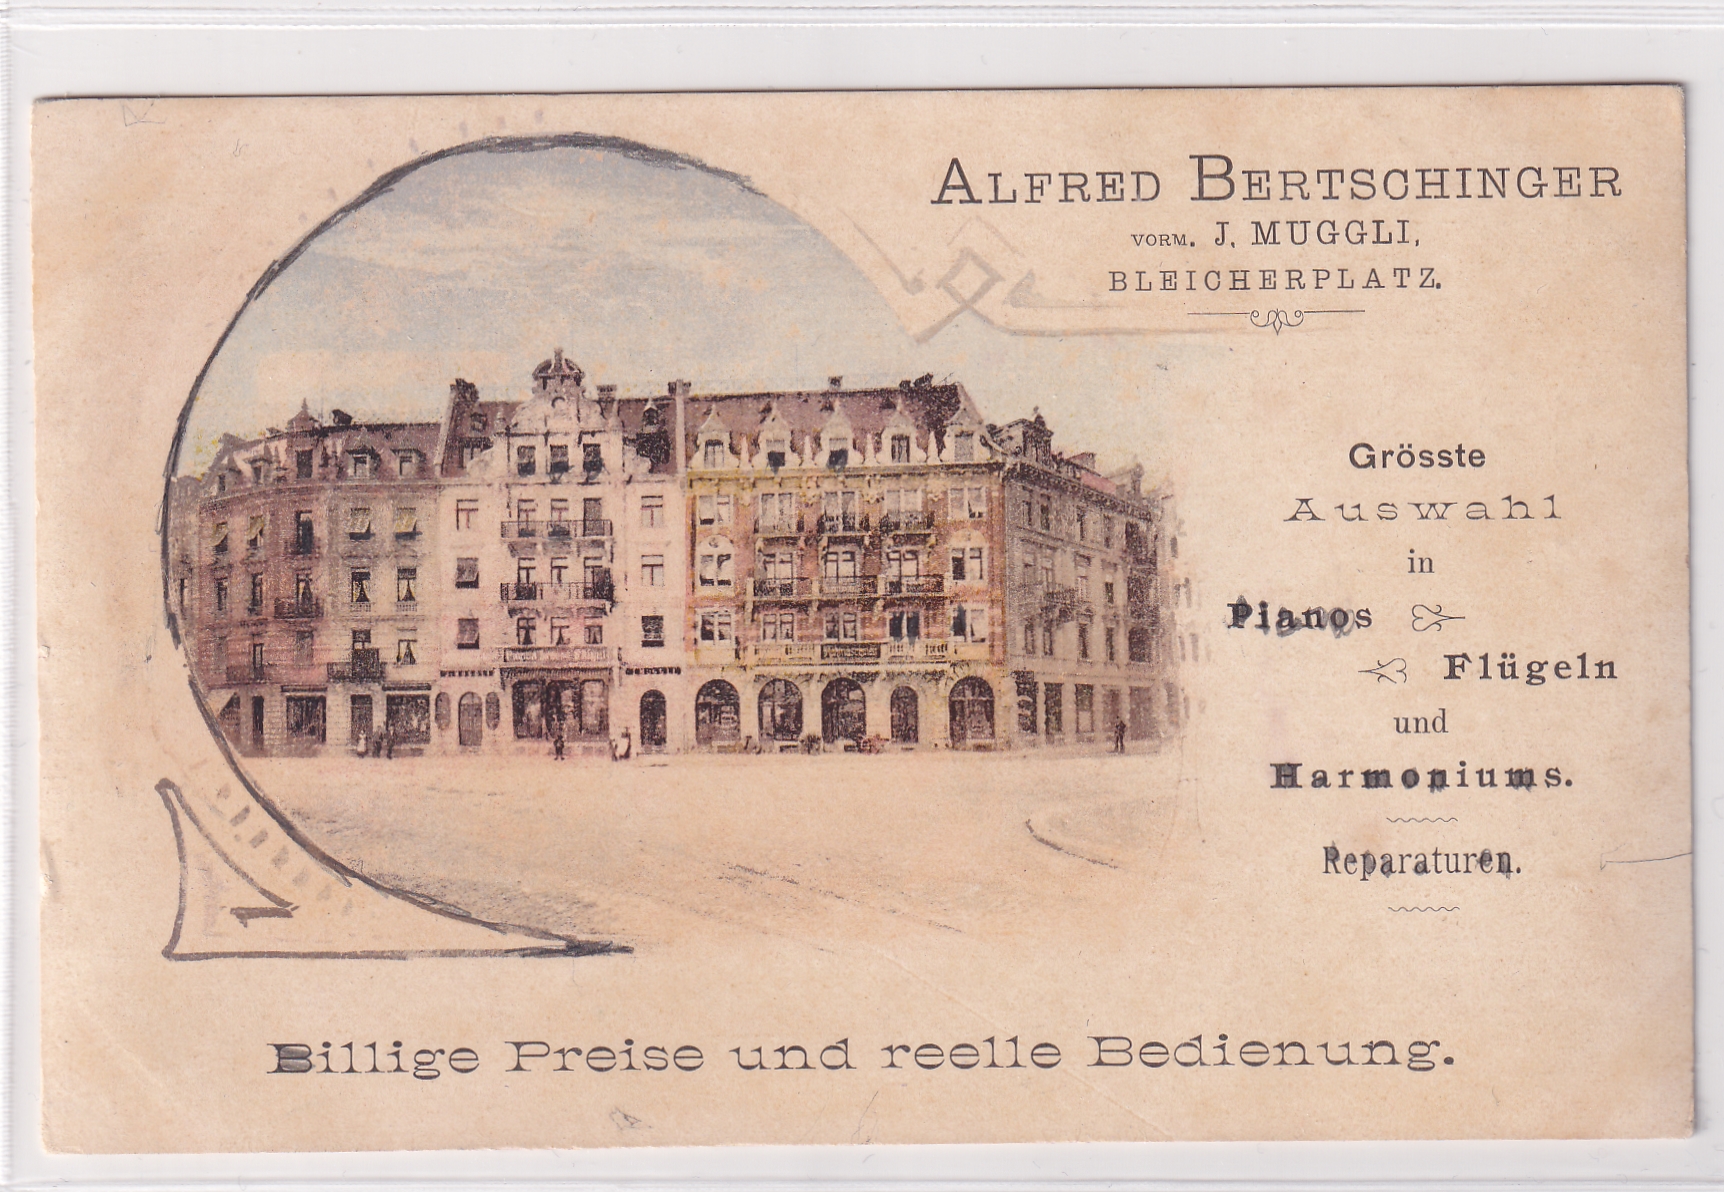 ALFRED BERTSCHINGER
VORM. J. MUGGLI,
BLEICHERPLATZ.
Grösste
Auswahl
in
Pianos
Flügeln
und
Harmoniums.
Reparaturen.
Billige Preise und reelle Bedienung.